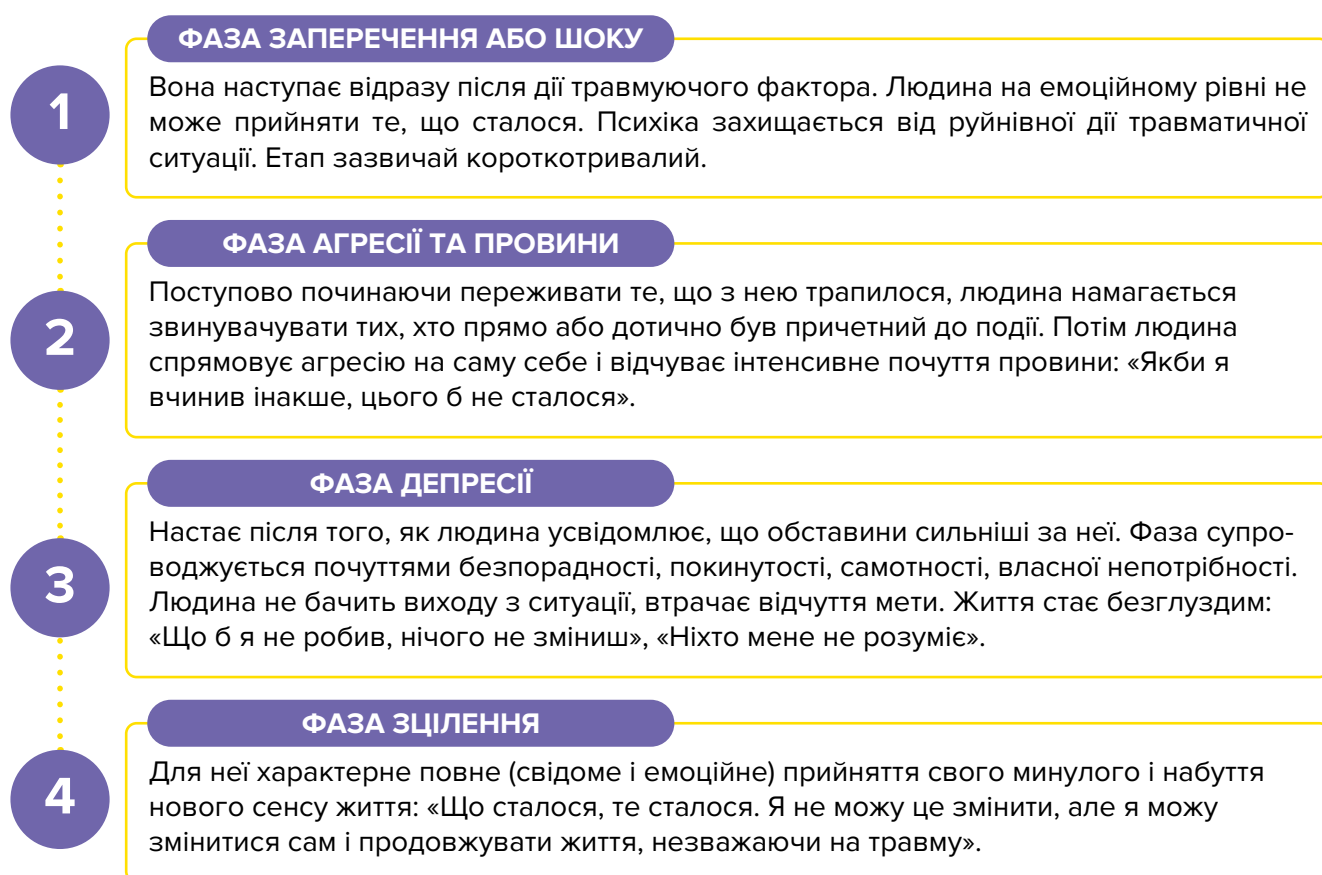 ФАЗА ЗАПЕРЕЧЕННЯ АБО ШОКУ
1
Вона наступає відразу після дії травмуючого фактора. Людина на емоційному рівні не
може прийняти те, що сталося. Психіка захищається від руйнівної дії травматичної
ситуації. Етап зазвичай короткотривалий.
ФАЗА АГРЕСІЇ ТА ПРОВИНИ
2
Поступово починаючи переживати те, що з нею трапилося, людина намагається
звинувачувати тих, хто прямо або дотично був причетний до події. Потім людина
спрямовує агресію на саму себе і відчуває інтенсивне почуття провини: «Якби я
вчинив інакше, цього б не сталося».
ФАЗА ДЕПРЕСІЇ
3
Настає після того, як людина усвідомлює, що обставини сильніші за неї. Фаза супро-
воджується почуттями безпорадності, покинутості, самотності, власної непотрібності.
Людина не бачить виходу з ситуації, втрачає відчуття мети. Життя стає безглуздим:
«Що б я не робив, нічого не зміниш», «Ніхто мене не розуміє».
ФАЗА ЗЦІЛЕННЯ
4
Для неї характерне повне (свідоме і емоційне) прийняття свого минулого і набуття
нового сенсу життя: «Що сталося, те сталося. Я не можу це змінити, але я можу
змінитися сам і продовжувати життя, незважаючи на травму».